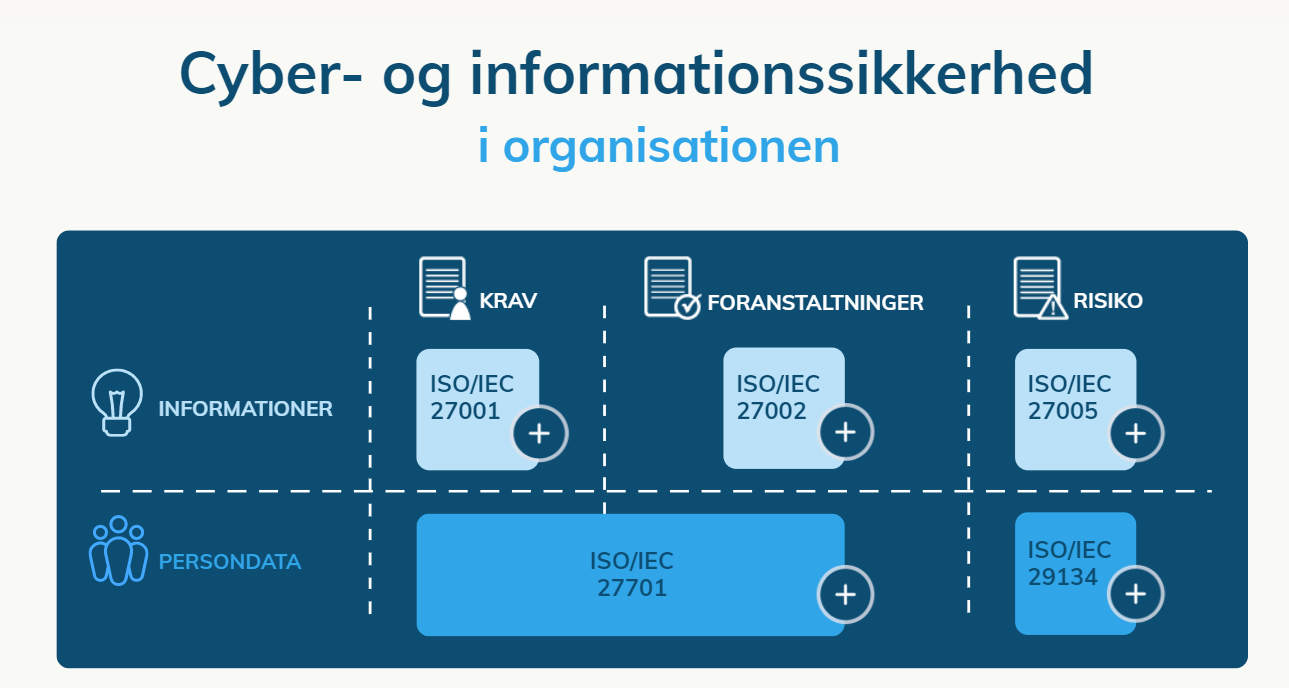 Cyber- og informationssikkerhed
i organisationen
KRAV
FORANSTALTNINGER
RISIKO
INFORMATIONER
ISO/IEC
27001
ISO/IEC
27002
ISO/IEC
27005
PERSONDATA
ISO/IEC
27701
ISO/IEC
29134